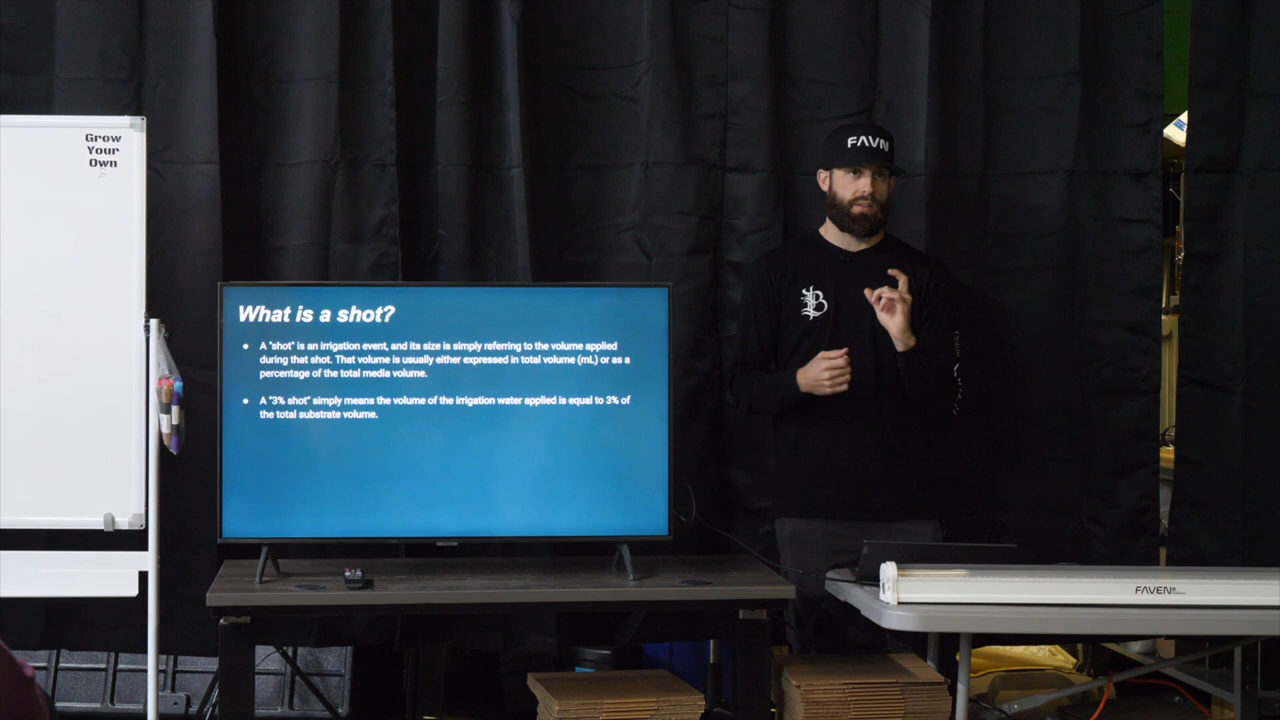 Grow
Your
Own
FAVN
B
What is a shot?
● A "shot" is an irrigation event, and its size is simply referring to the volume applied
during that shot. That volume is usually either expressed in total volume (mL) or as a
percentage of the total media volume.
● A "3% shot" simply means the volume of the irrigation water applied is equal to 3% of
the total substrate volume.
FAVEN